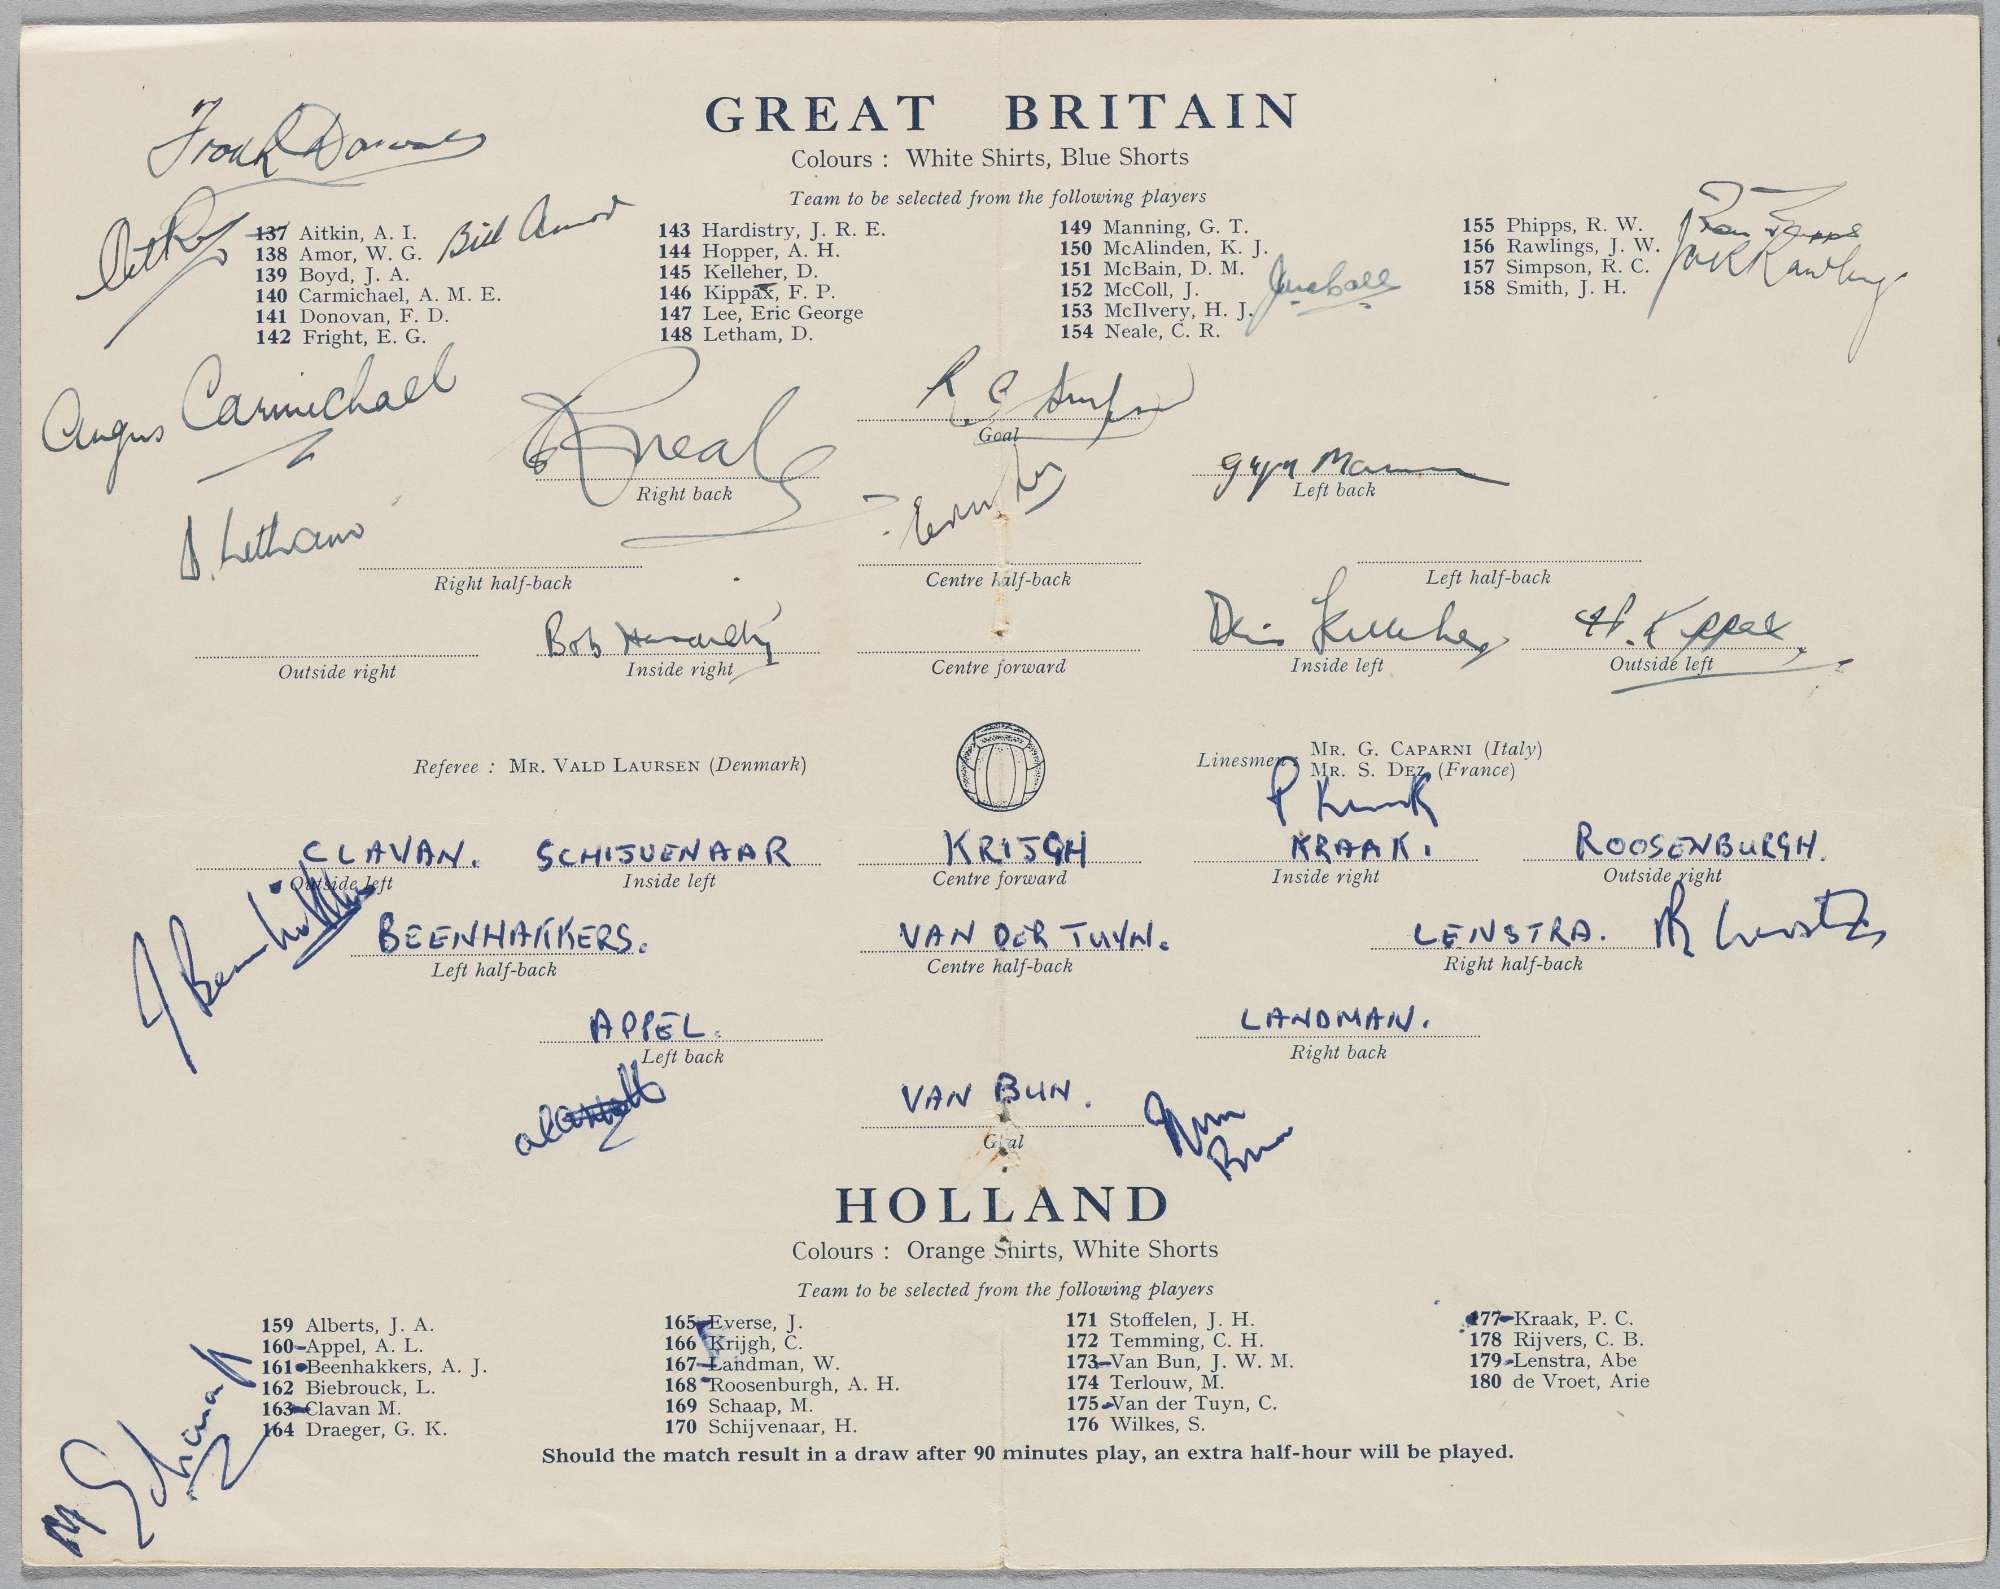 GREAT BRITAIN
Colours : White Shirts, Blue Shorts
Team to be selected from the following players
137 Aitkin, A. I.
138 Amor, W. G.
139 Boyd, J. A.
140 Carmichael, A. M. E.
141 Donovan, F. D.
142 Fright, E. G.
143 Hardistry, J. R. E.
144 Hopper, A. H.
145 Kelleher, D.
146 Kippax, F. P.
147 Lee, Eric George
148 Letham, D.
149 Manning, G. T.
150 McAlinden, K. J.
151 McBain, D. M.
152 McColl, J.
153 McIlvery, H. J.
154 Neale, C. R.
155 Phipps, R. W.
156 Rawlings, J. W.
157 Simpson, R. C.
158 Smith, J. H.
Bill Amor
Jack Rawlings
Angus Carmichael
R C Simpson
Goal
Right back
Left back
D. Letham
Right half-back
Centre half-back
Left half-back
Bob Hardisty
Denis Kelleher
Kippax
Outside right
Inside right
Centre forward
Inside left
Outside left
Referee : MR. VALD LAURSEN (Denmark)
Linesmen : MR. G. CAPARNI (Italy)
MR. S. DEZ (France)
P Kraak
CLAVAN. SCHIJVENAAR KRIJGH KRAAK. ROOSENBURGH.
Outside left Inside left Centre forward Inside right Outside right
BEENHAKKERS. VAN DER TUYN. LENSTRA.
Left half-back Centre half-back Right half-back
APPEL. LANDMAN.
Left back Right back
VAN BUN.
Goal
HOLLAND
Colours : Orange Shirts, White Shorts
Team to be selected from the following players
159 Alberts, J. A.
160 Appel, A. L.
161 Beenhakkers, A. J.
162 Biebrouck, L.
163 Clavan M.
164 Draeger, G. K.
165 Everse, J.
166 Krijgh, C.
167 Landman, W.
168 Roosenburgh, A. H.
169 Schaap, M.
170 Schijvenaar, H.
171 Stoffelen, J. H.
172 Temming, C. H.
173 Van Bun, J. W. M.
174 Terlouw, M.
175 Van der Tuyn, C.
176 Wilkes, S.
177 Kraak, P. C.
178 Rijvers, C. B.
179 Lenstra, Abe
180 de Vroet, Arie
Should the match result in a draw after 90 minutes play, an extra half-hour will be played.